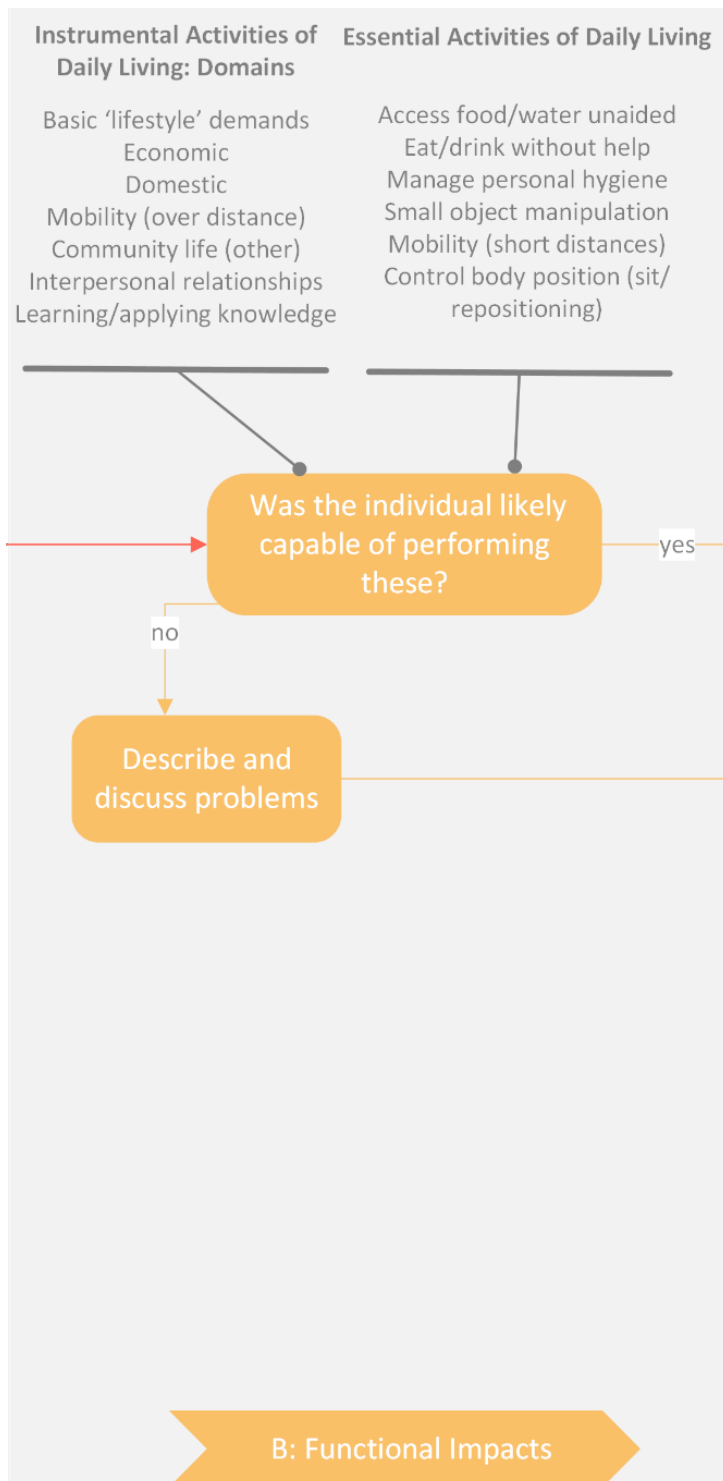 Instrumental Activities of
Daily Living: Domains
Basic ‘lifestyle’ demands
Economic
Domestic
Mobility (over distance)
Community life (other)
Interpersonal relationships
Learning/applying knowledge
Essential Activities of Daily Living
Access food/water unaided
Eat/drink without help
Manage personal hygiene
Small object manipulation
Mobility (short distances)
Control body position (sit/
repositioning)
Was the individual likely
capable of performing
these?
yes
no
Describe and
discuss problems
B: Functional Impacts